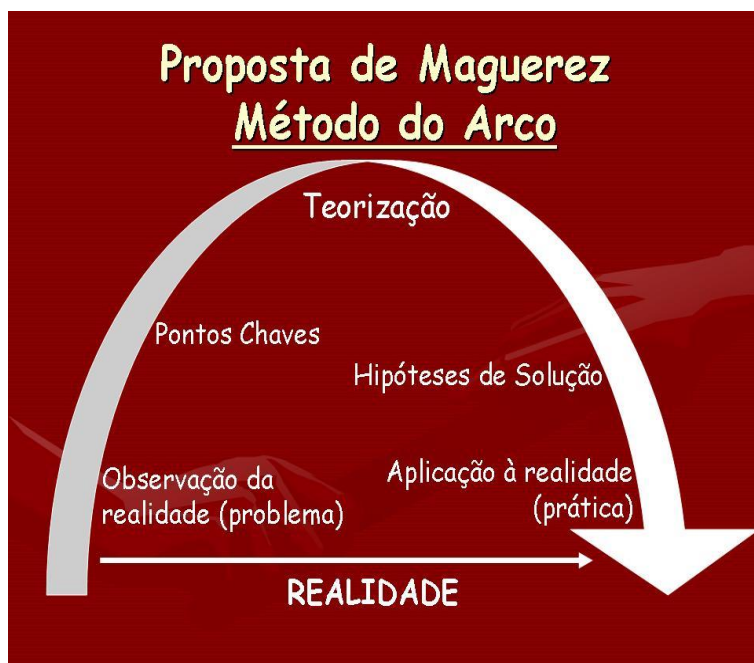 Proposta de Maguerez
Método do Arco
Teorização
Pontos Chaves
Hipóteses de Solução
Observação da
realidade (problema)
Aplicação à realidade
(prática)
REALIDADE